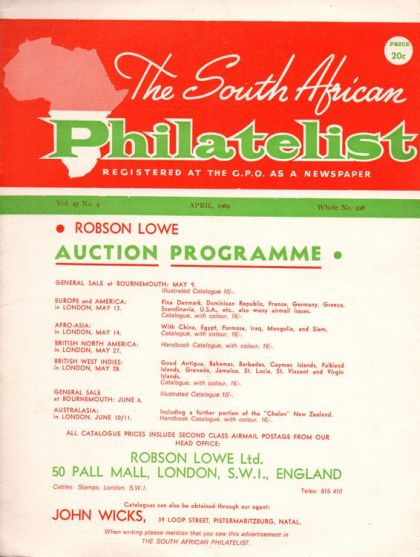 PRICE
20c
The South African
Philatelist
REGISTERED AT THE G.P.O. AS A NEWSPAPER
Vol. 45 No. 4 APRIL, 1969 Whole No. 526
• ROBSON LOWE
AUCTION PROGRAMME •
GENERAL SALE at BOURNEMOUTH: MAY 9.
Illustrated Catalogue 10/-.
EUROPE and AMERICA: Fine Denmark, Dominican Republic, France, Germany, Greece,
in LONDON, MAY 13. Scandinavia, U.S.A., etc., also many airmail issues.
Catalogue, with colour, 16/-.
AFRO-ASIA: With China, Egypt, Formosa, Iraq, Mongolia, and Siam.
in LONDON, MAY 14. Catalogue, with colour, 16/-.
BRITISH NORTH AMERICA: Handbook Catalogue, with colour, 16/-.
in LONDON, MAY 27.
BRITISH WEST INDIES: Good Antigua, Bahamas, Barbados, Cayman Islands, Falkland
in LONDON, MAY 28. Islands, Grenada, Jamaica, St. Lucia, St. Vincent and Virgin
Islands.
Catalogue, with colour, 16/-.
GENERAL SALE Illustrated Catalogue 10/-.
at BOURNEMOUTH: JUNE 6.
AUSTRALASIA: Including a further portion of the "Chalon" New Zealand.
in LONDON, JUNE 10/11. Handbook Catalogue, with colour, 16/-.
ALL CATALOGUE PRICES INCLUDE SECOND CLASS AIRMAIL POSTAGE FROM OUR
HEAD OFFICE:
ROBSON LOWE Ltd.
50 PALL MALL, LONDON, S.W.I., ENGLAND
Cables: Stamps, London, S.W.I. Telex: 915 410
Catalogues can also be obtained through our agent:
JOHN WICKS, 39 LOOP STREET, PIETERMARITZBURG, NATAL.
When writing please mention that you saw this advertisement in
THE SOUTH AFRICAN PHILATELIST.